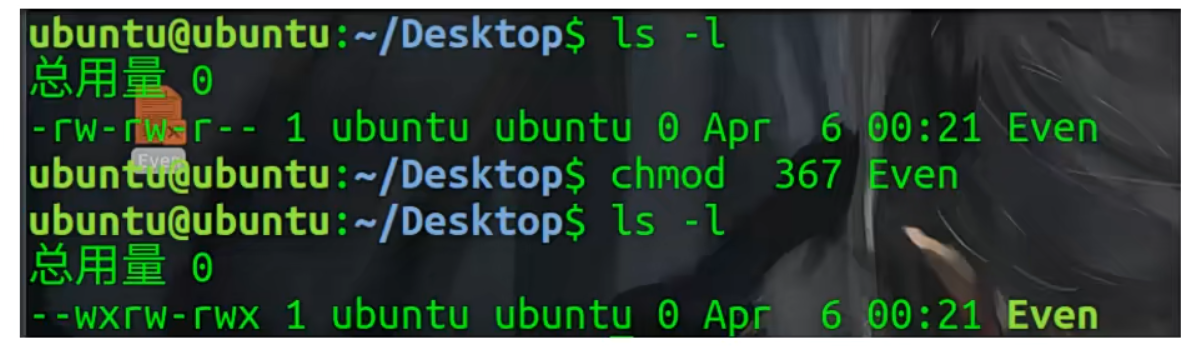 ubuntu@ubuntu:~/Desktop$ ls -l
总用量 0
-rw-rw-r-- 1 ubuntu ubuntu 0 Apr  6 00:21 Even
ubuntu@ubuntu:~/Desktop$ chmod  367 Even
ubuntu@ubuntu:~/Desktop$ ls -l
总用量 0
--wxrw-rwx 1 ubuntu ubuntu 0 Apr  6 00:21 Even
Even